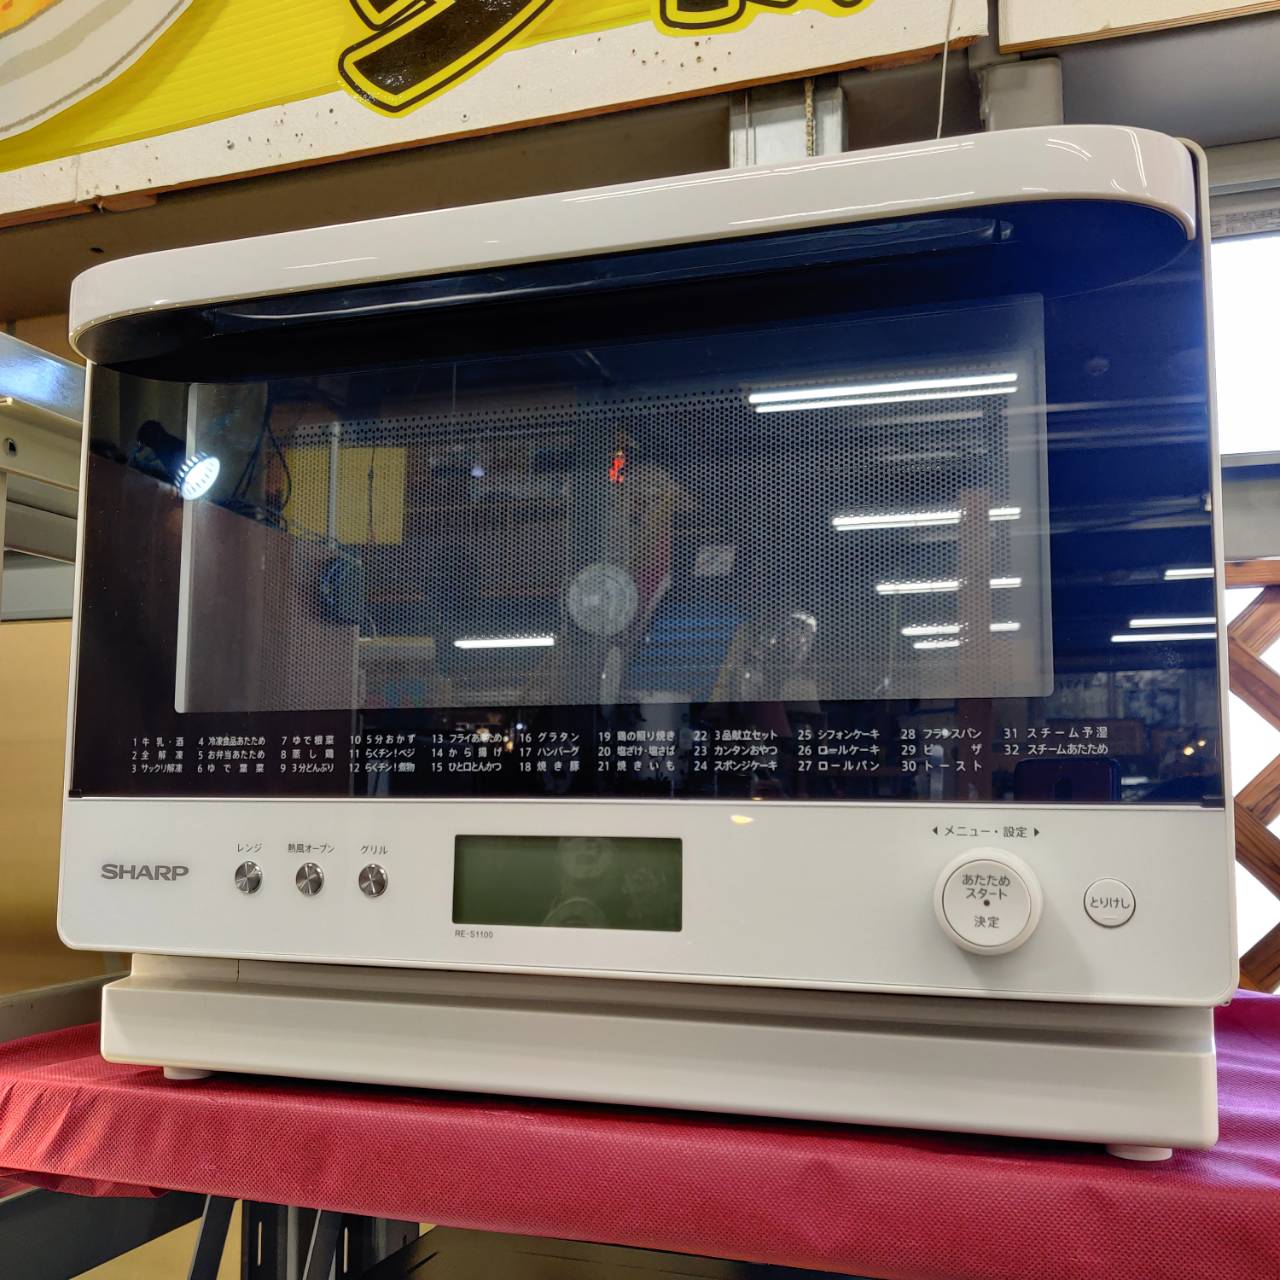 1 牛乳・酒
2 全解凍
3 サックリ解凍
4 冷凍食品あたため
5 お弁当あたため
6 ゆで葉菜
7 ゆで根菜
8 蒸し鶏
9 3分どんぶり
10 5分おかず
11 らくチン!ベジ
12 らくチン!煮物
13 フライあたため
14 から揚げ
15 ひと口とんかつ
16 グラタン
17 ハンバーグ
18 焼き豚
19 鶏の照り焼き
20 塩ざけ・塩さば
21 焼きいも
22 3品献立セット
23 カンタンおやつ
24 スポンジケーキ
25 シフォンケーキ
26 ロールケーキ
27 ロールパン
28 フランスパン
29 ピザ
30 トースト
31 スチーム予湿
32 スチームあたため
SHARP
レンジ
熱風オーブン
グリル
RE-S1100
◀ メニュー・設定 ▶
あたため
スタート
決定
とりけし